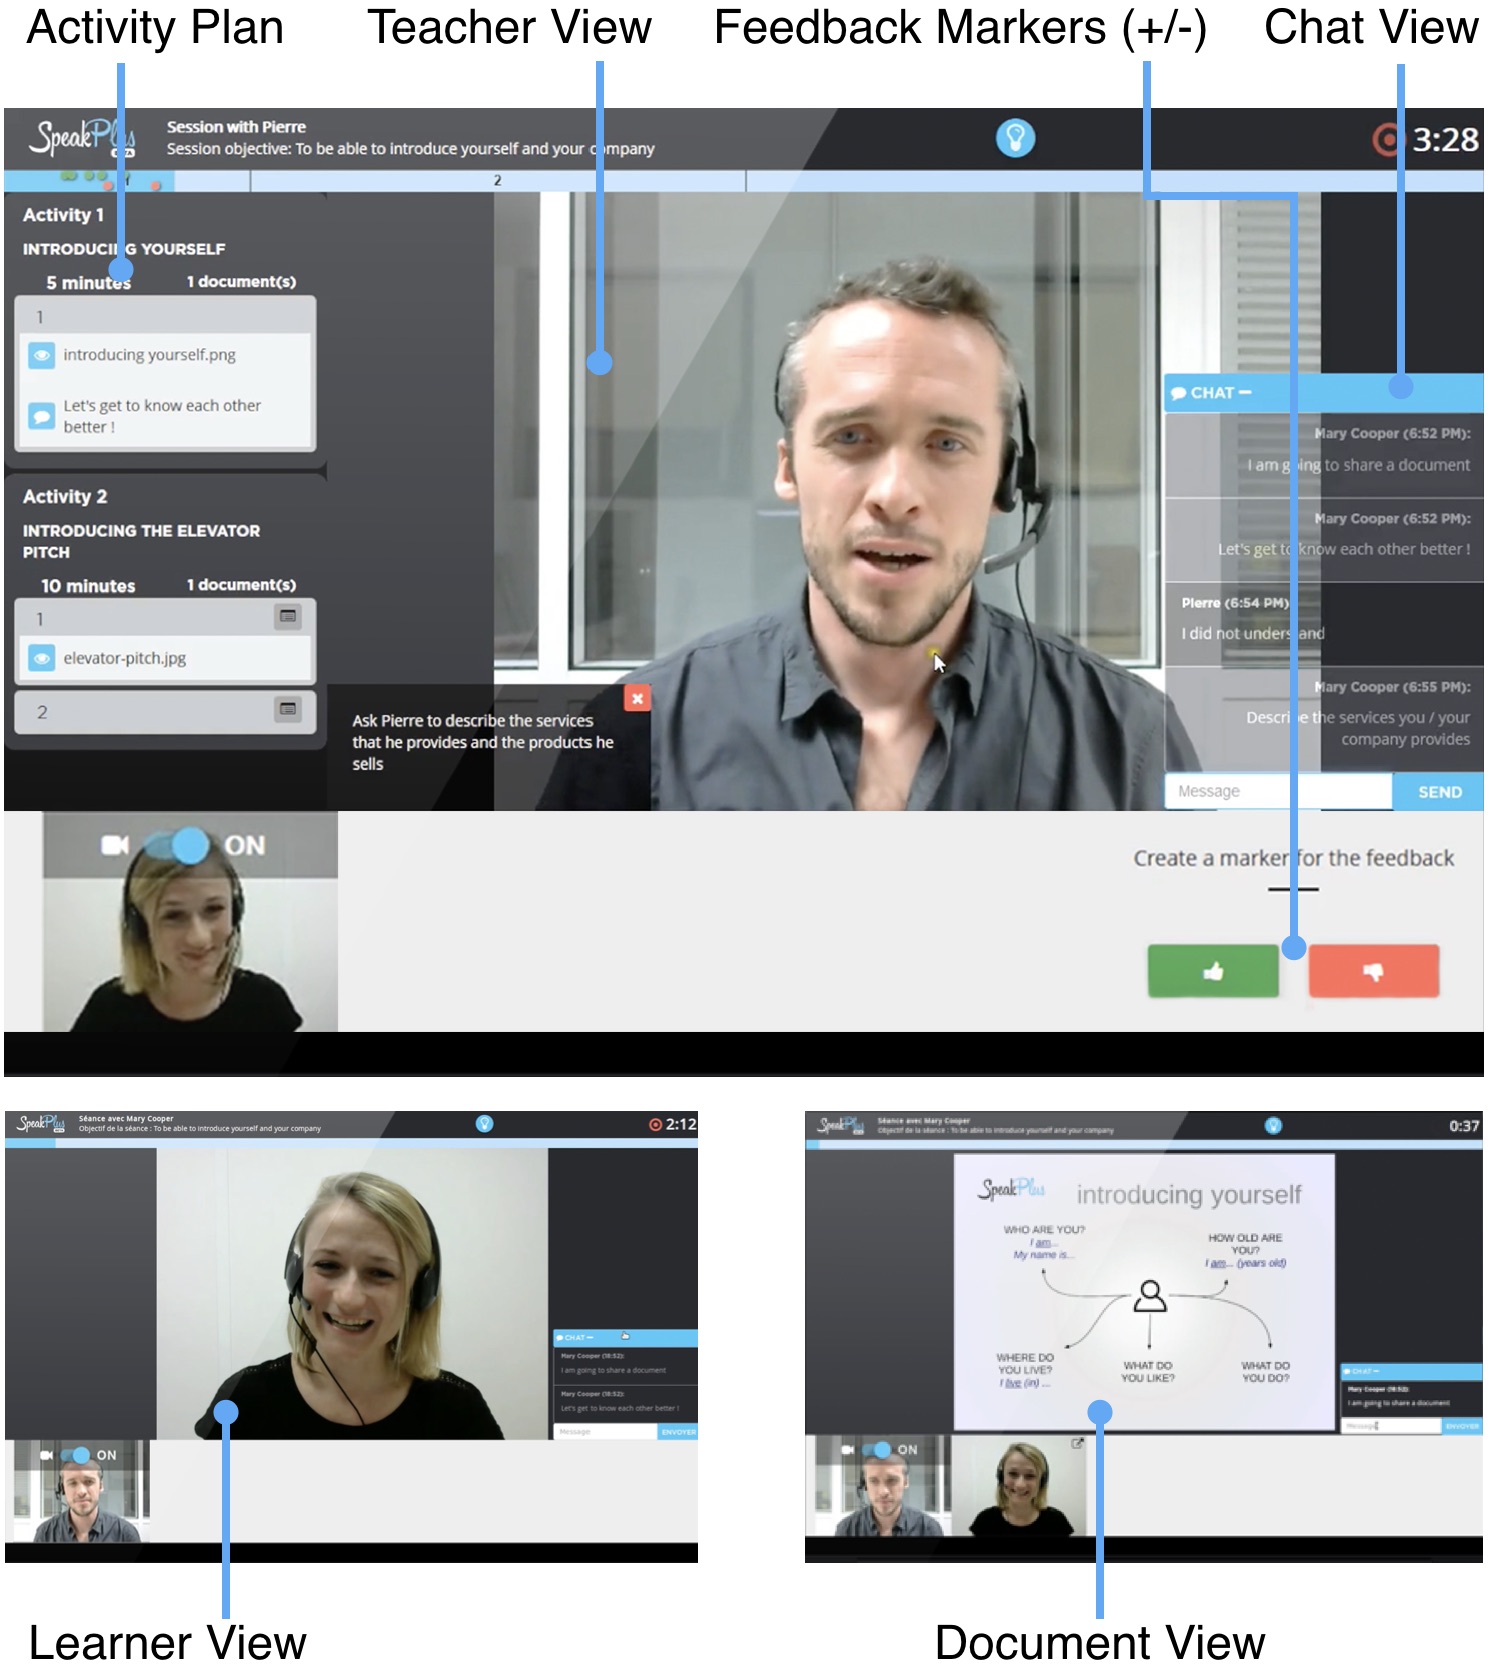 Activity Plan
Teacher View
Feedback Markers (+/-)
Chat View
SpeakPlus
BETA
Session with Pierre
Session objective: To be able to introduce yourself and your company
3:28
1
2
Activity 1
INTRODUCING YOURSELF
5 minutes
1 document(s)
1
introducing yourself.png
Let's get to know each other
better !
Activity 2
INTRODUCING THE ELEVATOR
PITCH
10 minutes
1 document(s)
1
elevator-pitch.jpg
2
Ask Pierre to describe the services
that he provides and the products he
sells
CHAT
Mary Cooper (6:52 PM):
I am going to share a document
Mary Cooper (6:52 PM):
Let's get to know each other better !
Pierre (6:54 PM)
I did not understand
Mary Cooper (6:55 PM):
Describe the services you / your
company provides
Message
SEND
ON
Create a marker for the feedback
SpeakPlus
Séance avec Mary Cooper
Objectif de la séance : To be able to introduce yourself and your company
2:12
CHAT
Mary Cooper (18:52):
I am going to share a document
Mary Cooper (18:52):
Let's get to know each other better !
Message
ENVOYER
ON
SpeakPlus
Séance avec Mary Cooper
Objectif de la séance : To be able to introduce yourself and your company
0:37
SpeakPlus
introducing yourself
WHO ARE YOU?
I am...
My name is...
HOW OLD ARE
YOU?
I am... (years old)
WHERE DO
YOU LIVE?
I live (in) ...
WHAT DO
YOU LIKE?
WHAT DO
YOU DO?
CHAT
Mary Cooper (18:52):
I am going to share a document
Message
ENVOYER
ON
Learner View
Document View